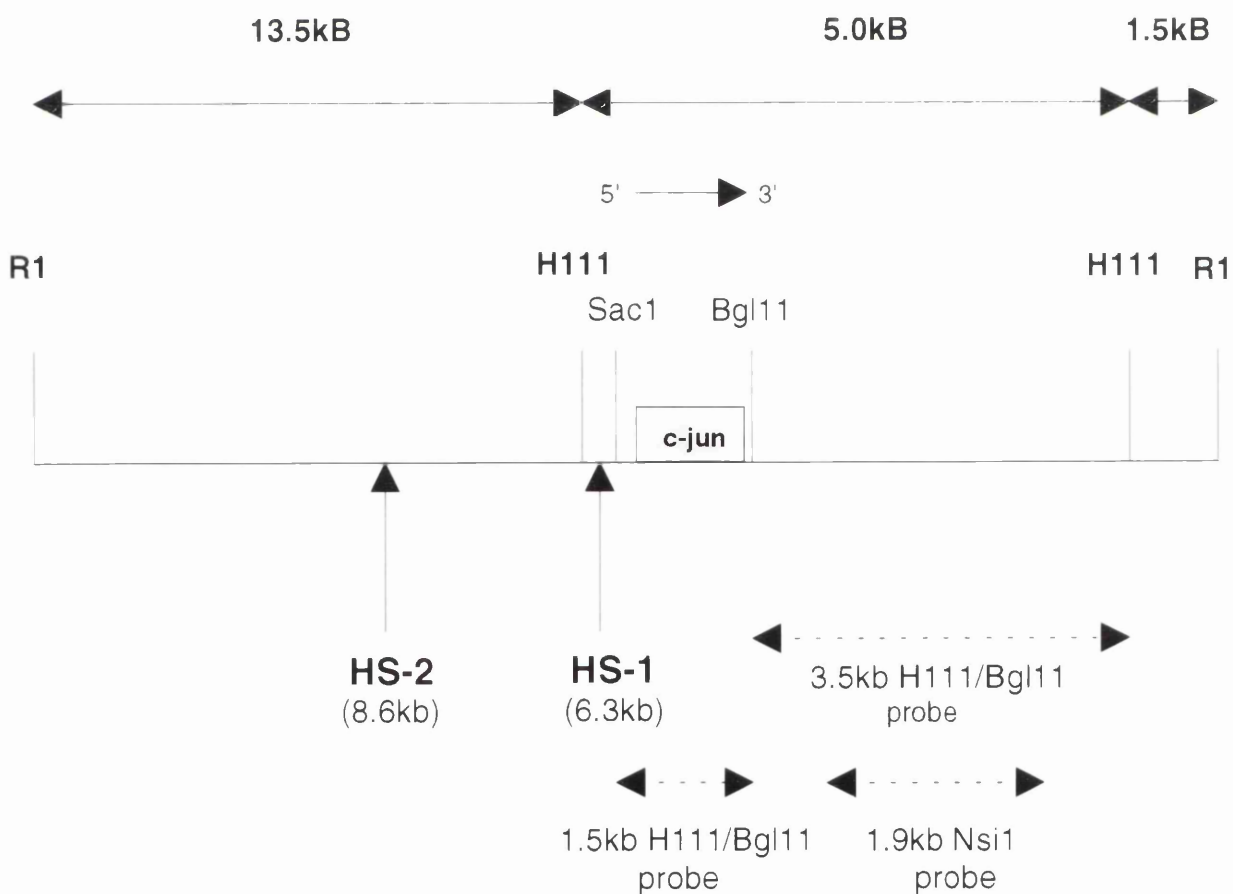 13.5kB 5.0kB 1.5kB
5' 3'
R1 H111 H111 R1
Sac1 Bgl11
c-jun
HS-2 HS-1
(8.6kb) (6.3kb)
3.5kb H111/Bgl11
probe
1.5kb H111/Bgl11
probe
1.9kb Nsi1
probe